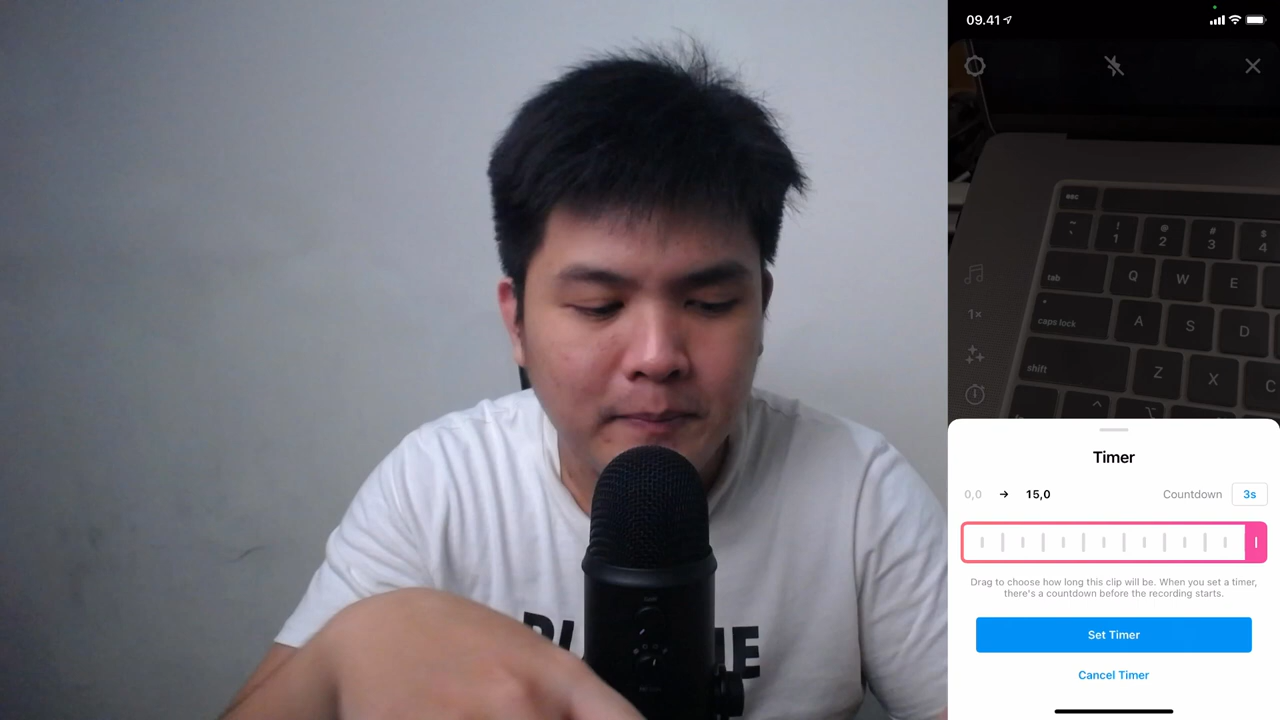 09.41
esc
~
`
!
1
@
2
#
3
$
4
tab
Q
W
E
1×
caps lock
A
S
D
shift
Z
X
C
Timer
0,0 → 15,0
Countdown 3s
Drag to choose how long this clip will be. When you set a timer,
there's a countdown before the recording starts.
Set Timer
Cancel Timer